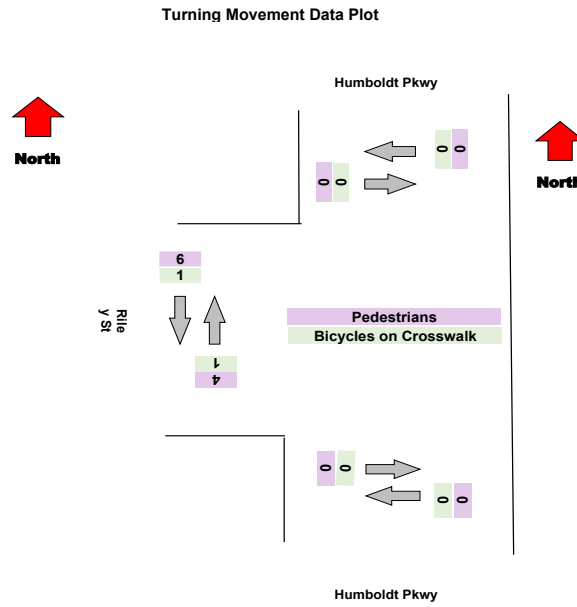 Turning Movement Data Plot
Humboldt Pkwy
North
North
0
0
0
0
6
1
Rile
y St
Pedestrians
Bicycles on Crosswalk
1
4
0
0
0
0
Humboldt Pkwy